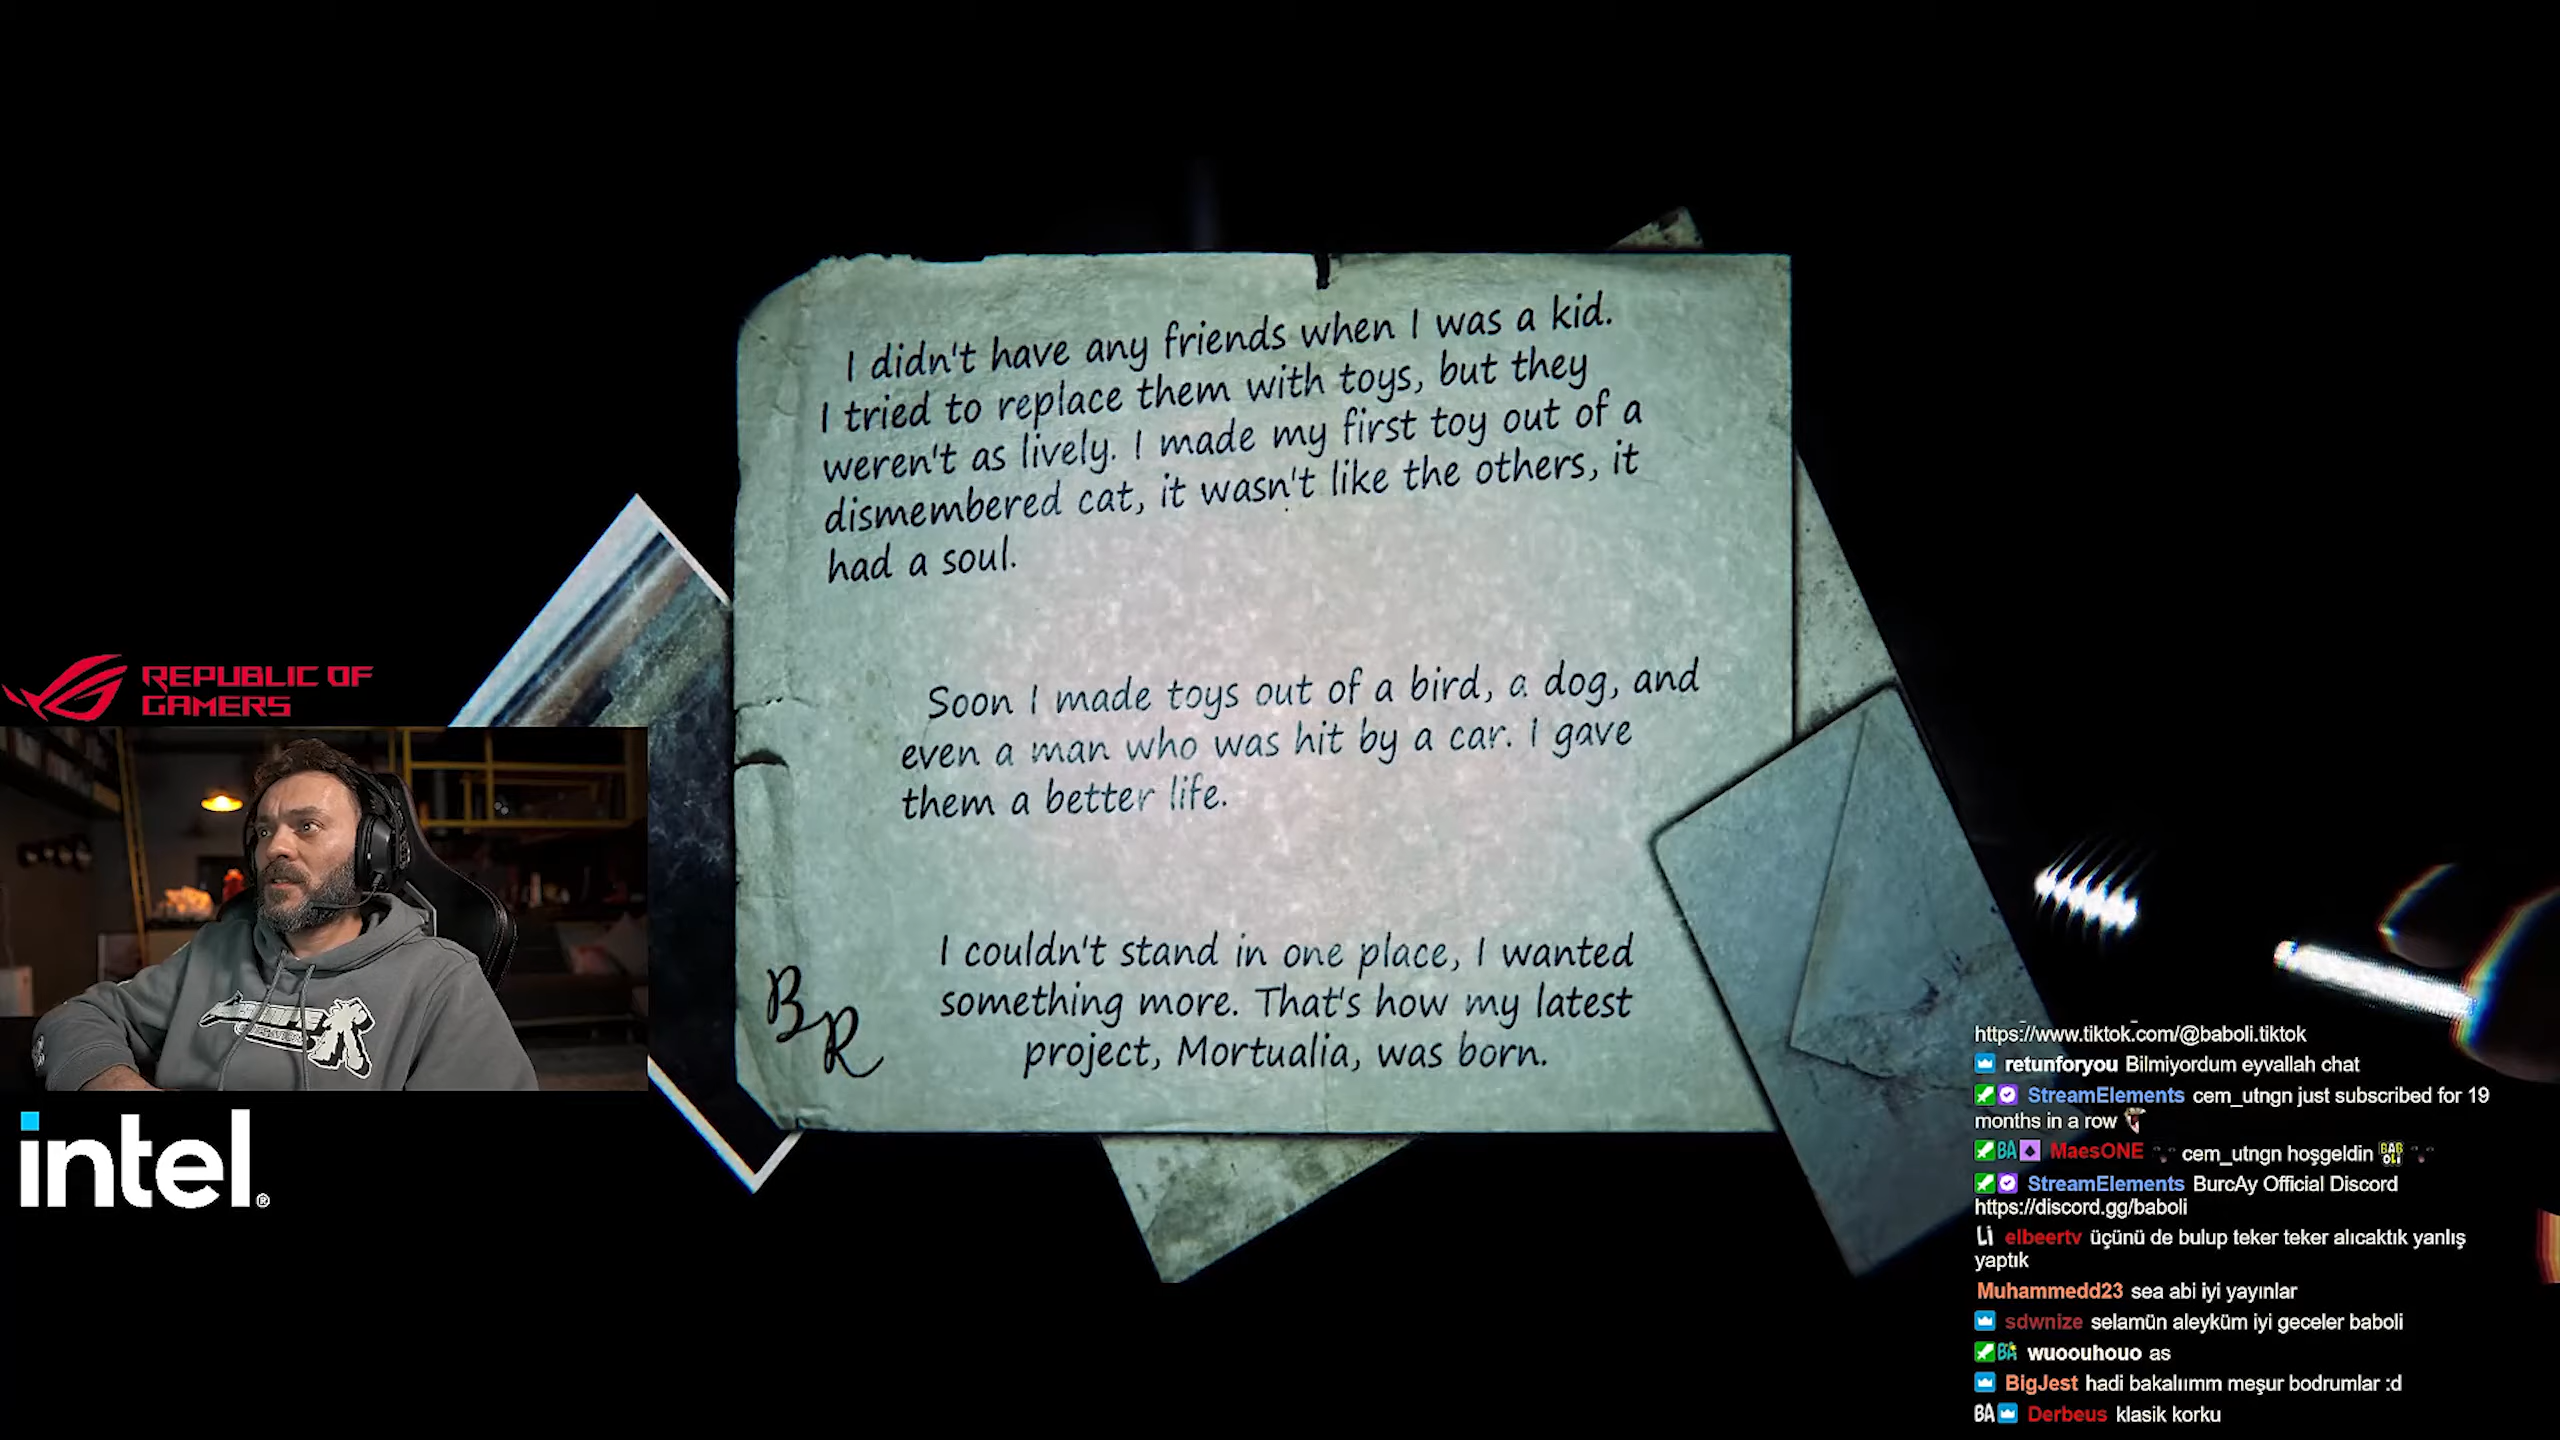 I didn't have any friends when I was a kid.
I tried to replace them with toys, but they
weren't as lively. I made my first toy out of a
dismembered cat, it wasn't like the others, it
had a soul.
Soon I made toys out of a bird, a dog, and
even a man who was hit by a car. I gave
them a better life.
I couldn't stand in one place, I wanted
something more. That's how my latest
project, Mortualia, was born.
BR
REPUBLIC OF
GAMERS
intel®
https://www.tiktok.com/@baboli.tiktok
retunforyou Bilmiyordum eyvallah chat
StreamElements cem_utngn just subscribed for 19
months in a row
BA MaesONE cem_utngn hoşgeldin BAB OLI
StreamElements BurcAy Official Discord
https://discord.gg/baboli
Li elbeertv üçünü de bulup teker teker alıcaktık yanlış
yaptık
Muhammedd23 sea abi iyi yayınlar
sdwnize selamün aleyküm iyi geceler baboli
BA wuoouhouo as
BigJest hadi bakalıımm meşur bodrumlar :d
BA Derbeus klasik korku